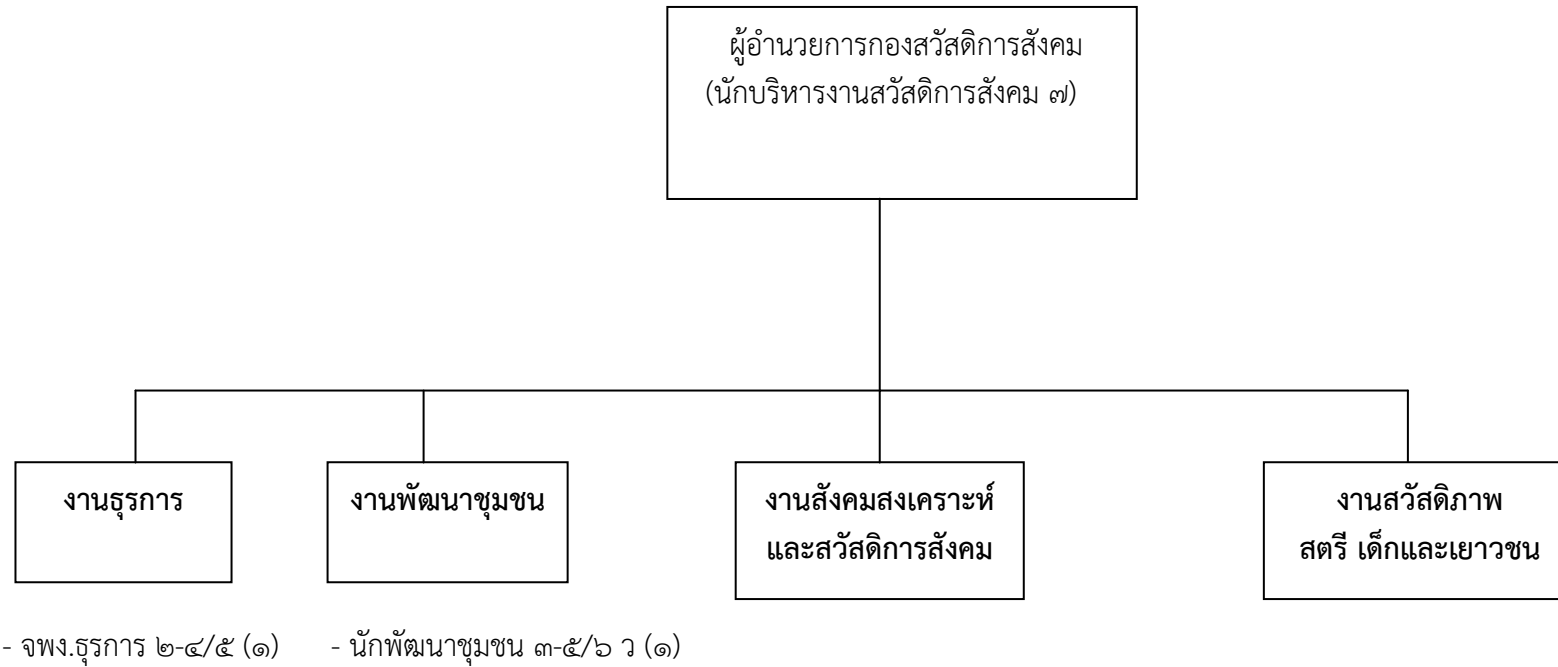 ผู้อำนวยการกองสวัสดิการสังคม
(นักบริหารงานสวัสดิการสังคม ๗)
งานธุรการ
งานพัฒนาชุมชน
งานสังคมสงเคราะห์
และสวัสดิการสังคม
งานสวัสดิภาพ
สตรี เด็กและเยาวชน
- จพง.ธุรการ ๒-๔/๕ (๑)
- นักพัฒนาชุมชน ๓-๕/๖ ว (๑)